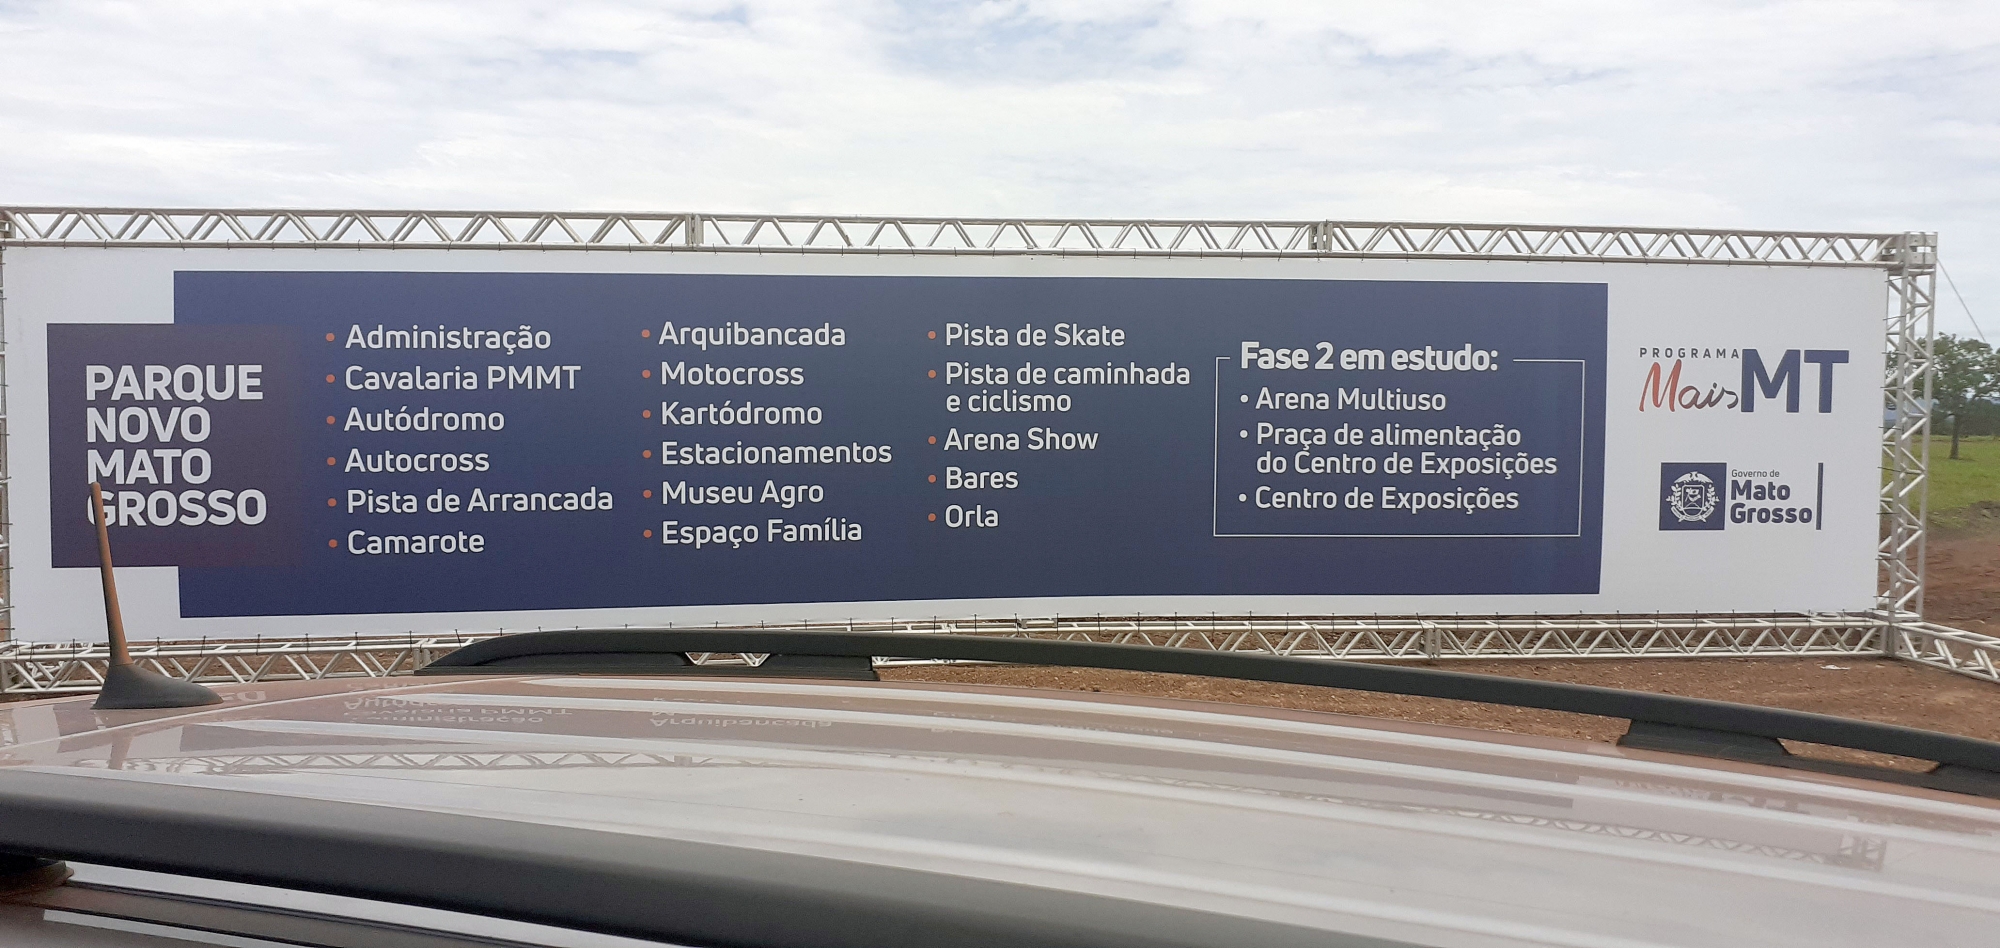 PARQUE
NOVO
MATO
GROSSO
• Administração
• Cavalaria PMMT
• Autódromo
• Autocross
• Pista de Arrancada
• Camarote
• Arquibancada
• Motocross
• Kartódromo
• Estacionamentos
• Museu Agro
• Espaço Família
• Pista de Skate
• Pista de caminhada
e ciclismo
• Arena Show
• Bares
• Orla
Fase 2 em estudo:
• Arena Multiuso
• Praça de alimentação
do Centro de Exposições
• Centro de Exposições
PROGRAMA
Mais MT
Governo de
Mato
Grosso